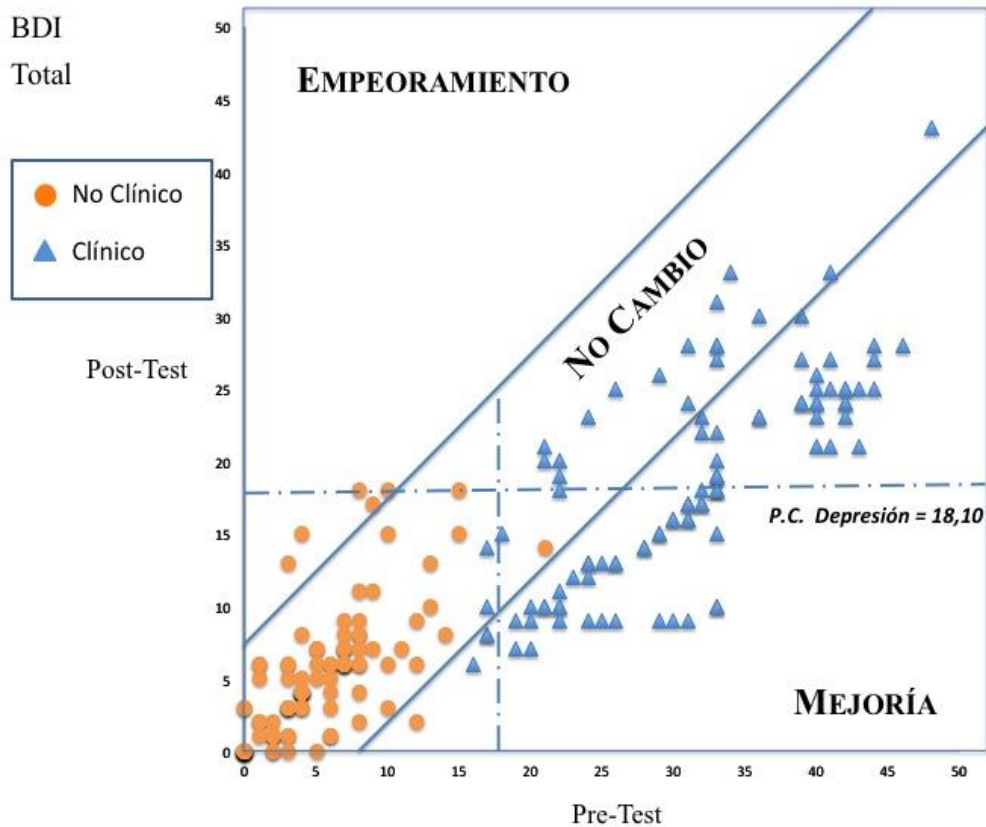 BDI
Total
No Clínico
Clínico
Post-Test
50
45
40
35
30
25
20
15
10
5
0
EMPEORAMIENTO
NO CAMBIO
P.C. Depresión = 18,10
MEJORÍA
0 5 10 15 20 25 30 35 40 45 50
Pre-Test